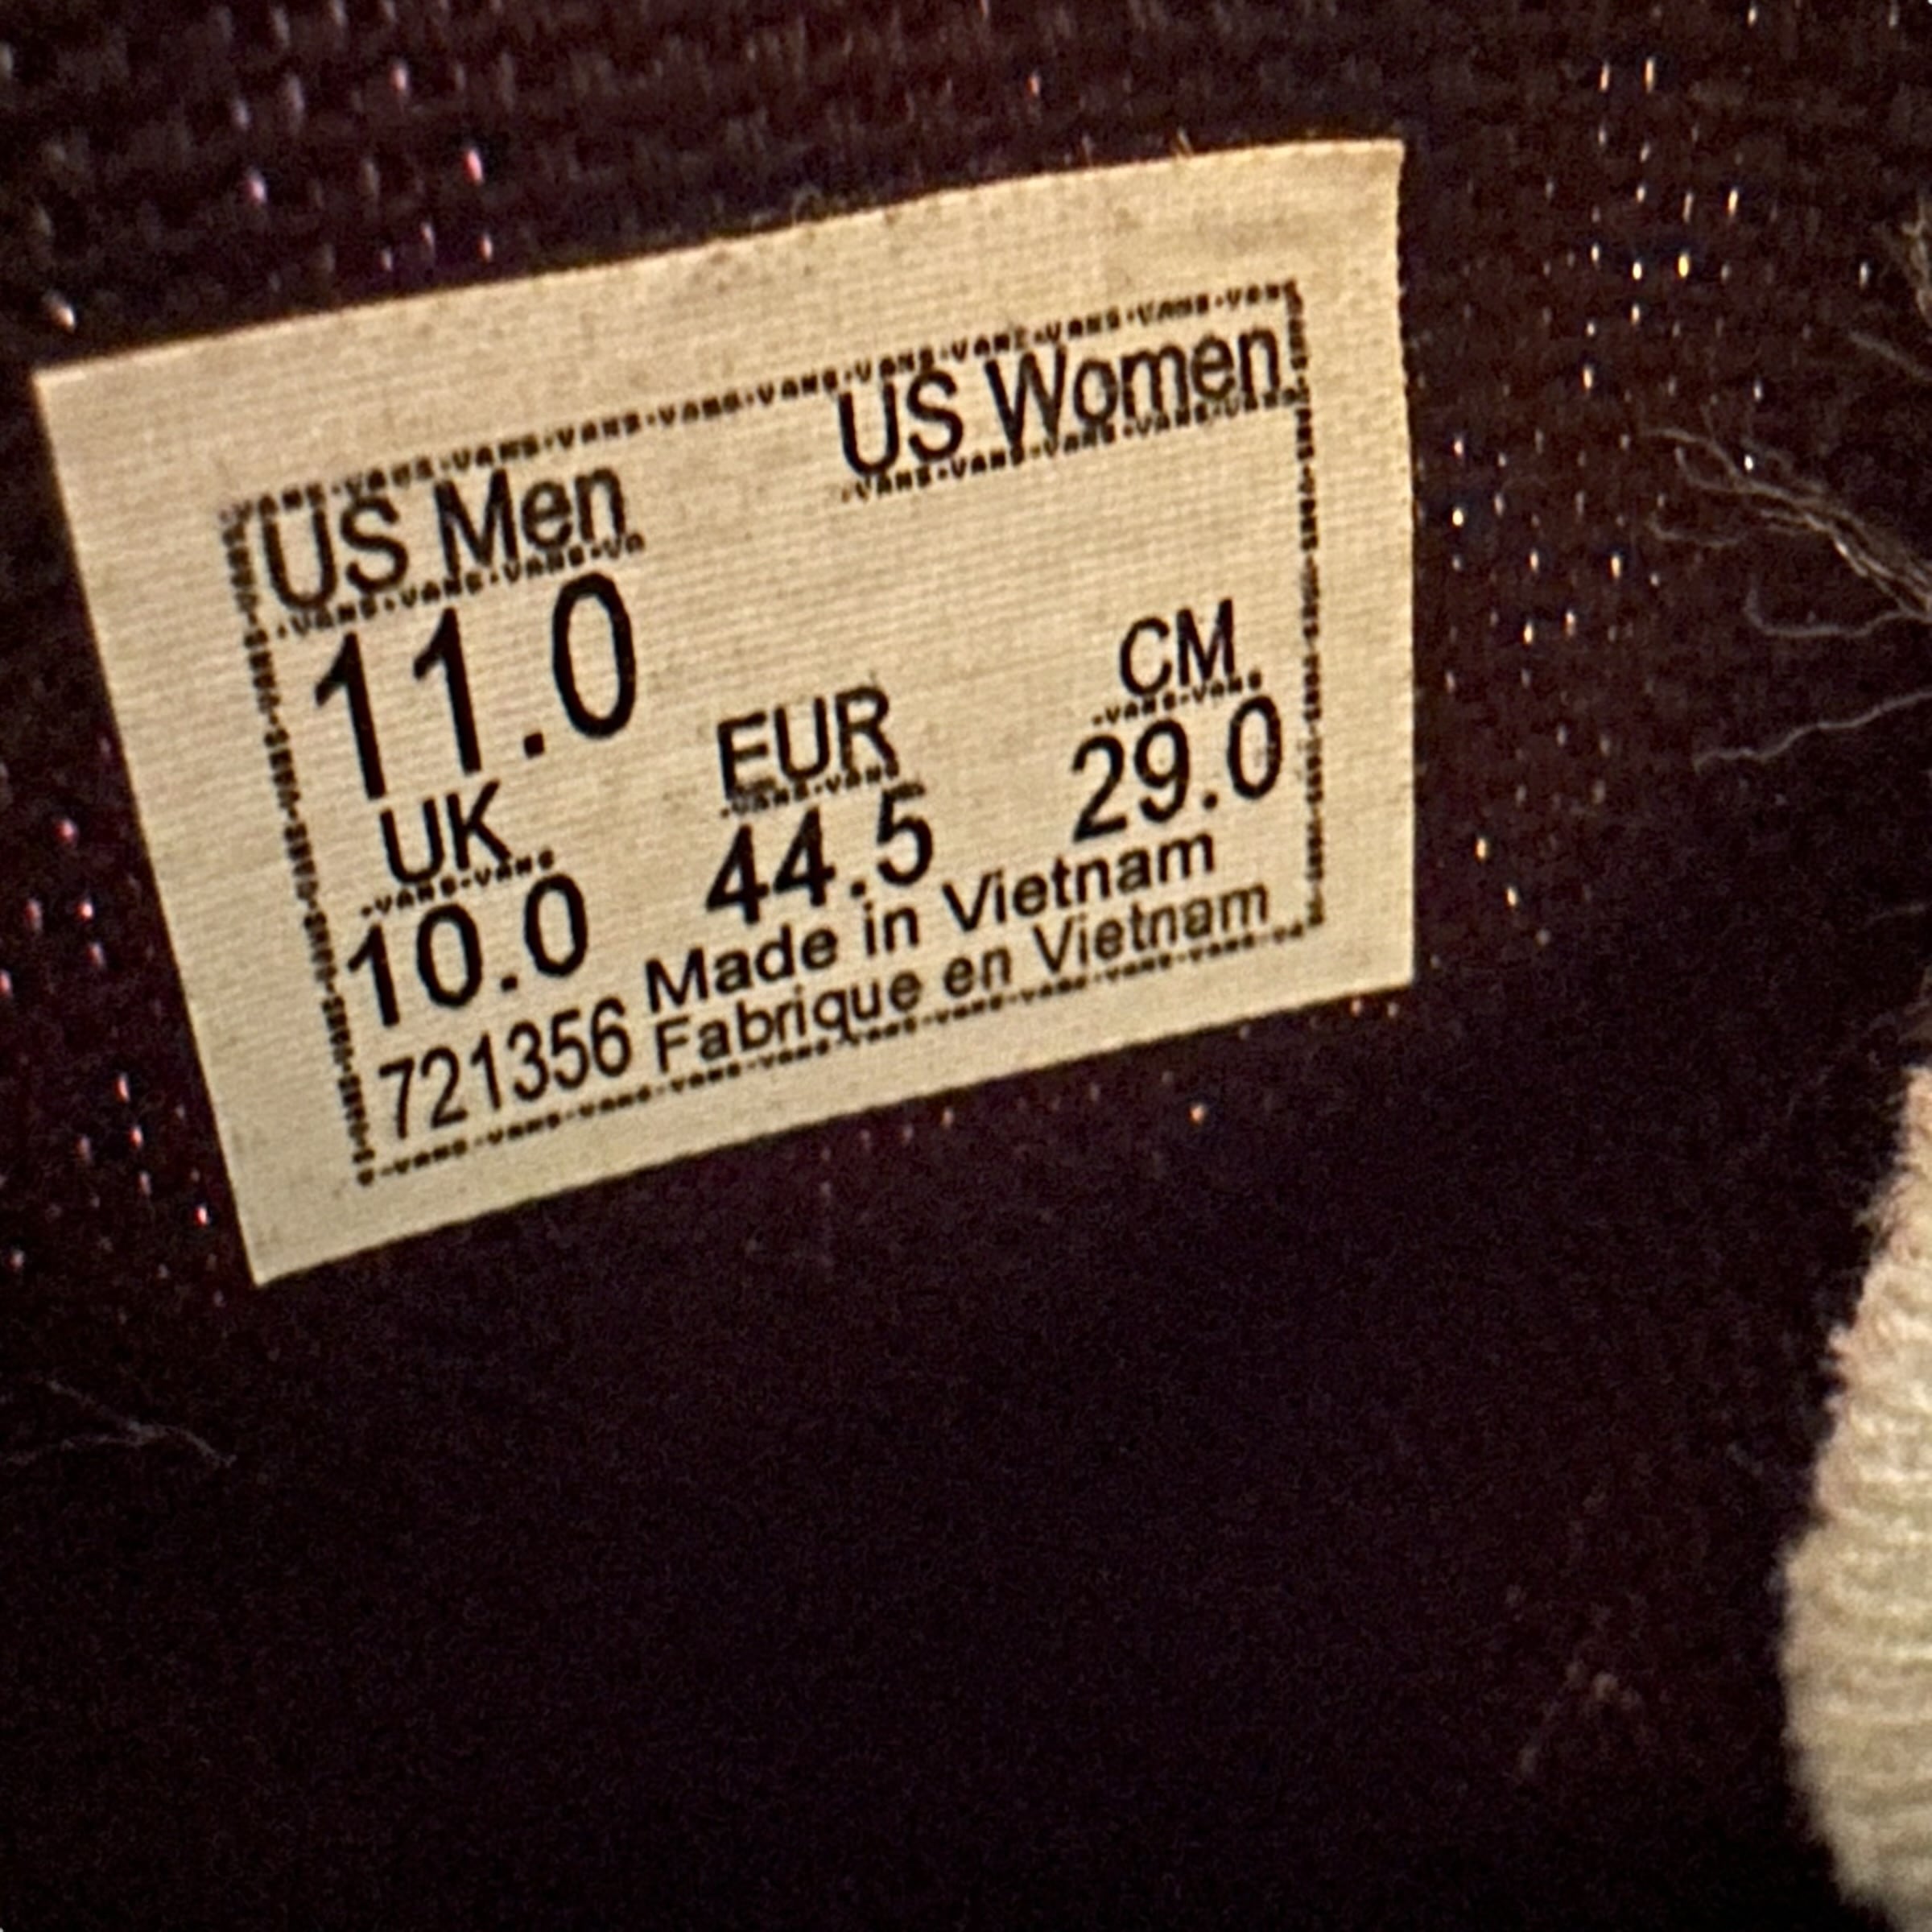 US Men US Women
11.0
UK EUR CM
10.0 44.5 29.0
Made in Vietnam
721356 Fabrique en Vietnam